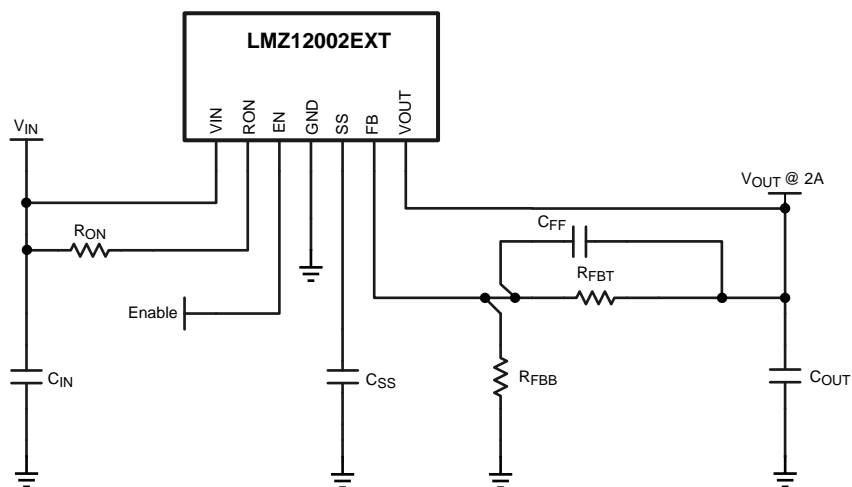 LMZ12002EXT
VIN
RON
EN
GND
SS
FB
VOUT
VIN
VOUT @ 2A
RON
CFF
RFBT
Enable
CIN
CSS
RFBB
COUT